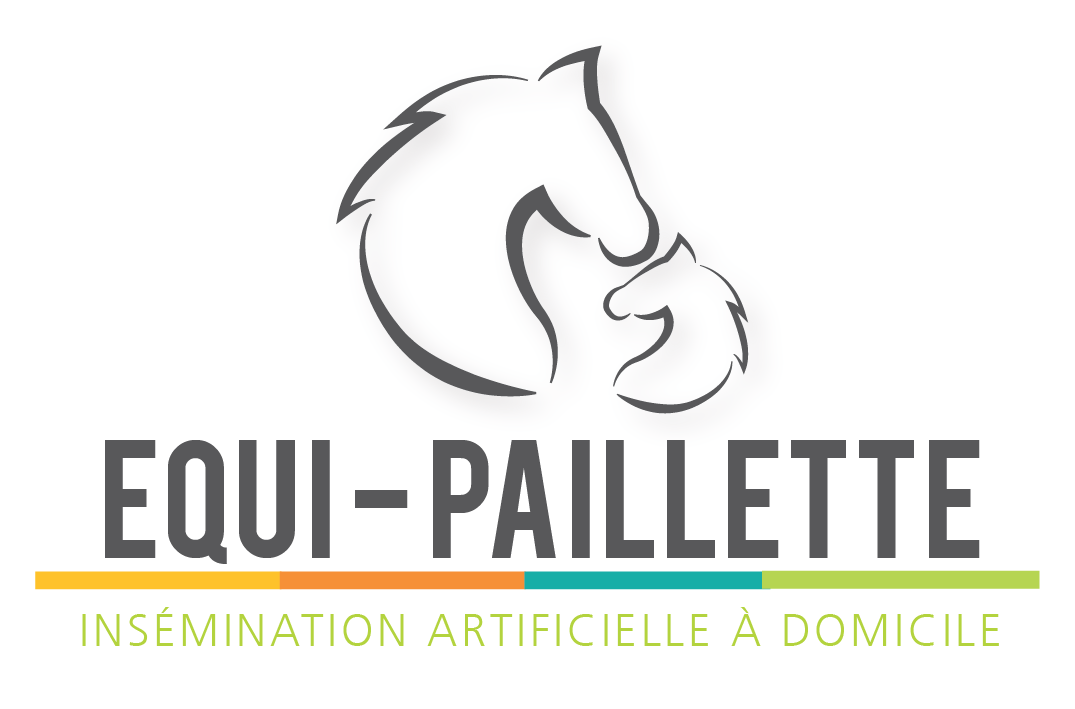 EQUI-PAILLETTE
INSÉMINATION ARTIFICIELLE À DOMICILE